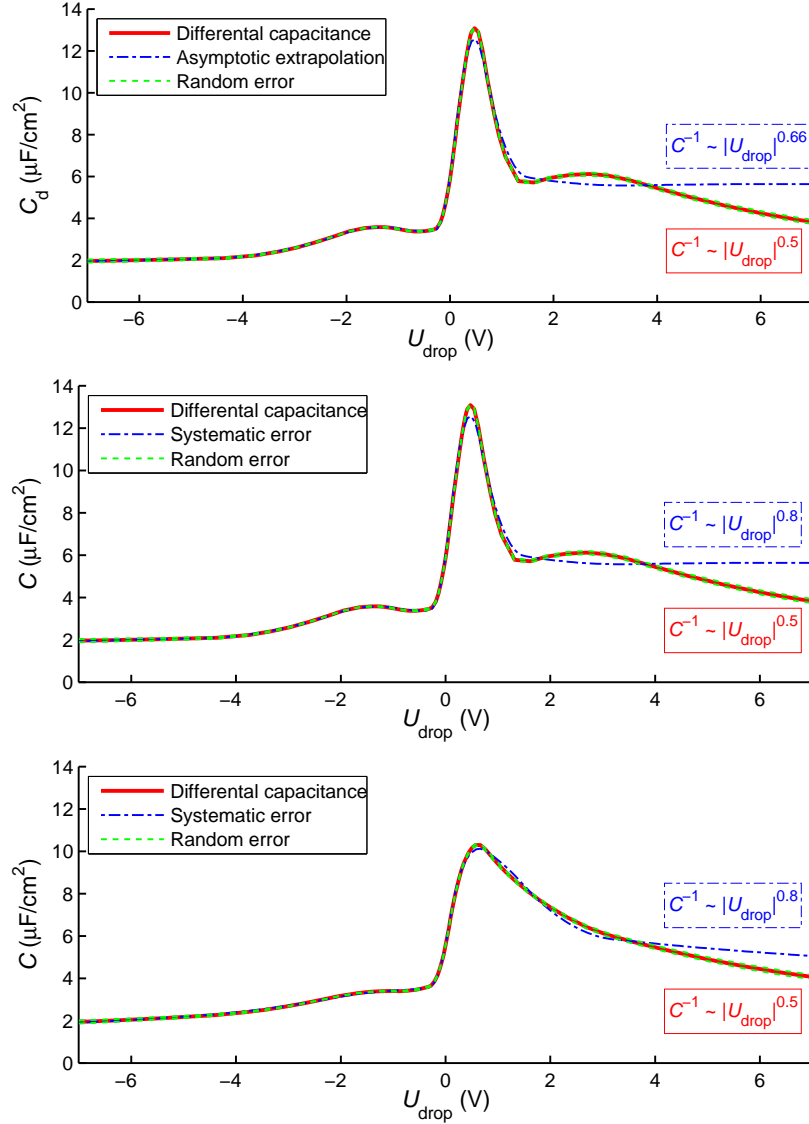 14
12
10
8
6
4
2
0
C_d (μF/cm²)
Differental capacitance
Asymptotic extrapolation
Random error
C⁻¹ ~ |U_drop|^0.66
C⁻¹ ~ |U_drop|^0.5
−6 −4 −2 0 2 4 6
U_drop (V)
14
12
10
8
6
4
2
0
C (μF/cm²)
Differental capacitance
Systematic error
Random error
C⁻¹ ~ |U_drop|^0.8
C⁻¹ ~ |U_drop|^0.5
−6 −4 −2 0 2 4 6
U_drop (V)
14
12
10
8
6
4
2
0
C (μF/cm²)
Differental capacitance
Systematic error
Random error
C⁻¹ ~ |U_drop|^0.8
C⁻¹ ~ |U_drop|^0.5
−6 −4 −2 0 2 4 6
U_drop (V)